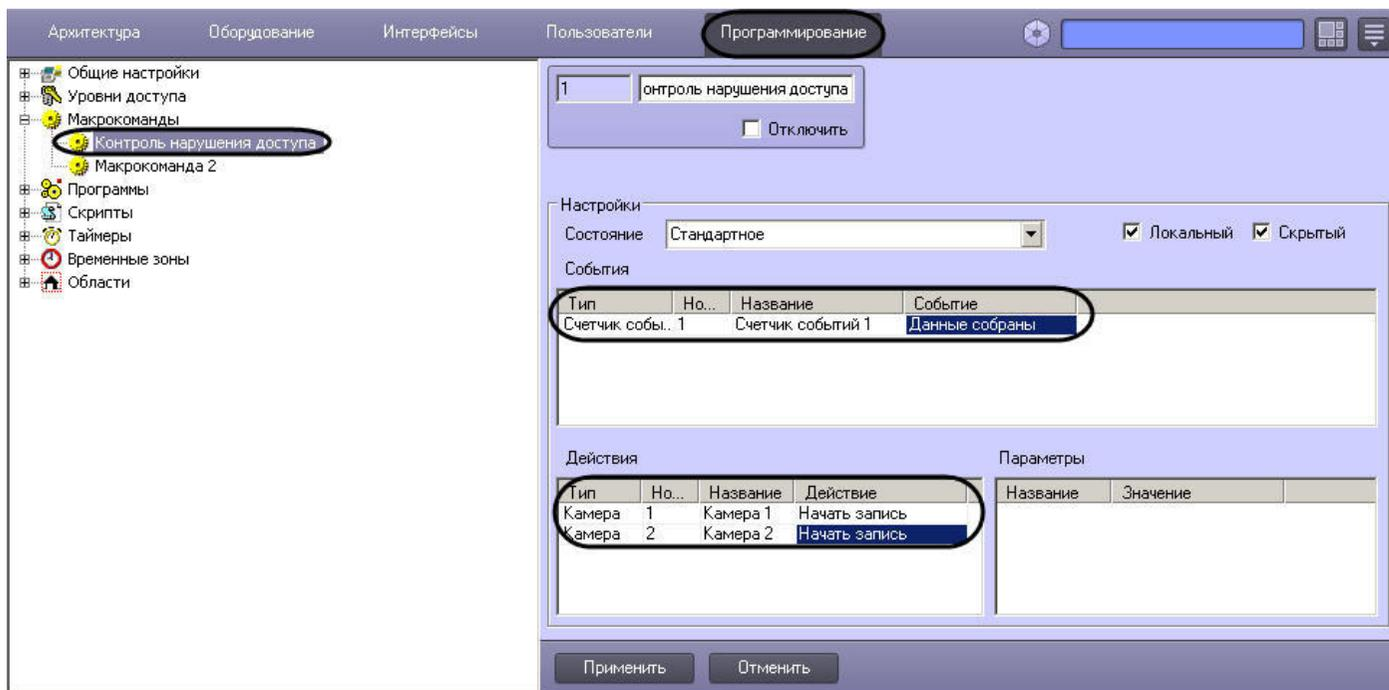 Архитектура Оборудование Интерфейсы Пользователи Программирование
Общие настройки
Уровни доступа
Макрокоманды
Контроль нарушения доступа
Макрокоманда 2
Программы
Скрипты
Таймеры
Временные зоны
Области
1 онтроль нарушения доступа
Отключить
Настройки
Состояние Стандартное Локальный Скрытый
События
Тип Но... Название Событие
Счетчик собы.. 1 Счетчик событий 1 Данные собраны
Действия
Тип Но... Название Действие
Камера 1 Камера 1 Начать запись
Камера 2 Камера 2 Начать запись
Параметры
Название Значение
Применить Отменить